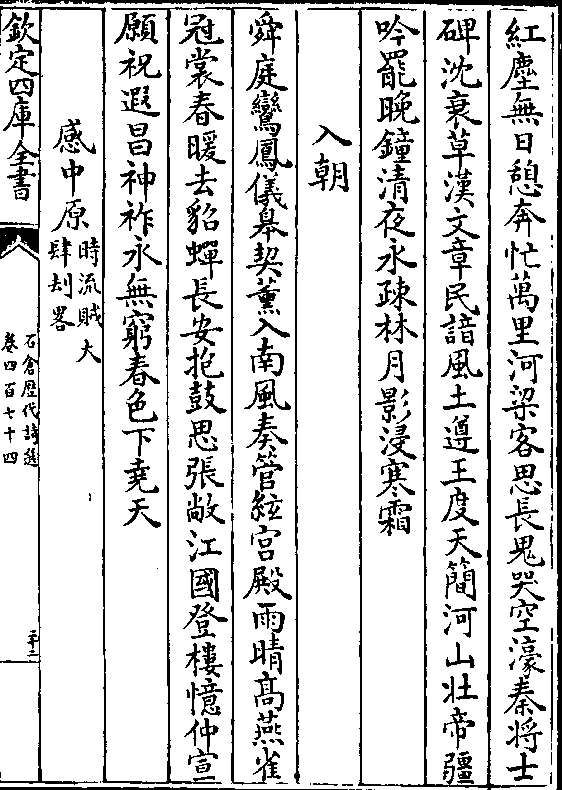 紅塵無日憩奔忙萬里河梁客思長鬼哭空濠秦將士
碑沈衰草漢文章民諳風土遵王度天簡河山壯帝疆
吟罷晚鐘清夜永疎林月影浸寒霜
入朝
舜庭鸞鳳儀皋契薰入南風奏管絃宫殿雨晴髙燕雀
冠裳春暖去貂蟬長安抱鼓思張敞江國登樓憶仲宣
願祝遐昌神祚永無窮春色下堯天
感中原時流賊大
肆刦畧
欽定四庫全書
石倉歷代詩選
卷四百七十四
三十二